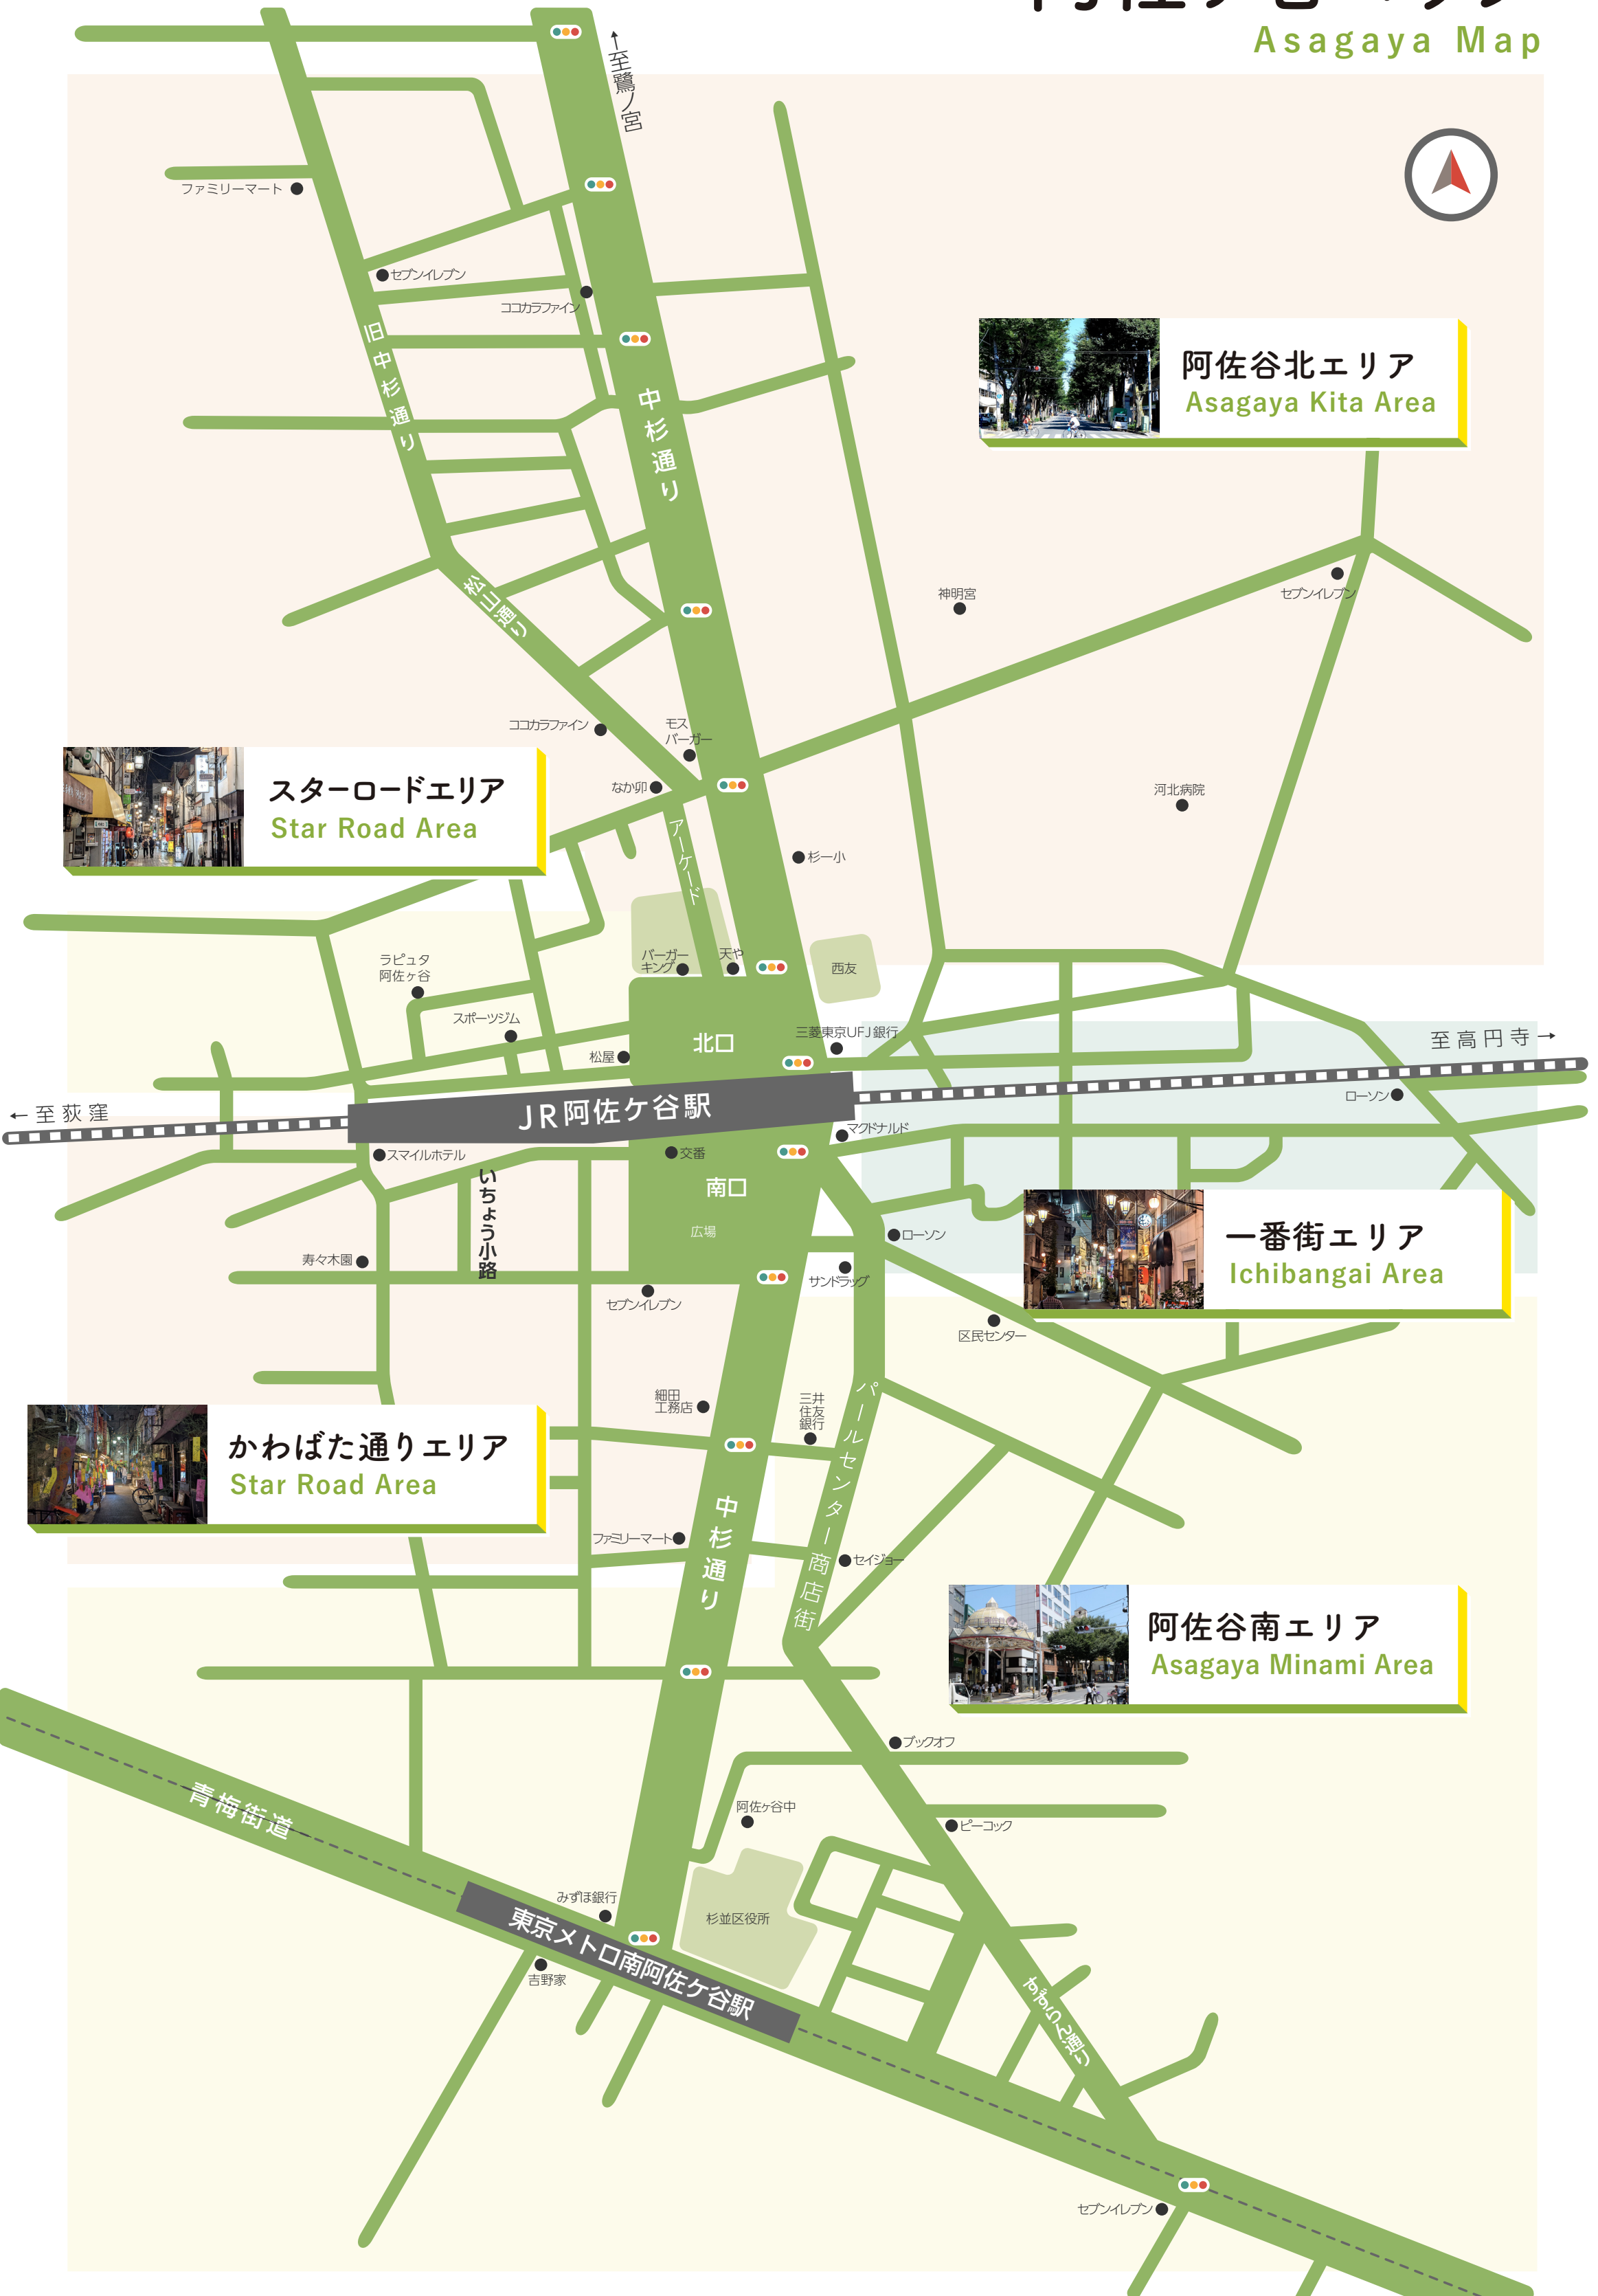 Asagaya Map
←至鷺ノ宮
ファミリーマート
セブンイレブン
ココカラファイン
旧中杉通り
中杉通り
阿佐谷北エリア
Asagaya Kita Area
松山通り
神明宮
セブンイレブン
ココカラファイン
モス
バーガー
なか卯
河北病院
スターロードエリア
Star Road Area
アーケード
杉一小
ラピュタ
阿佐ヶ谷
バーガー
キング
天や
西友
スポーツジム
松屋
北口
三菱東京UFJ銀行
至高円寺→
←至荻窪
JR阿佐ケ谷駅
ローソン
スマイルホテル
交番
マクドナルド
いちょう小路
南口
広場
ローソン
一番街エリア
Ichibangai Area
寿々木園
セブンイレブン
サンドラッグ
区民センター
細田
工務店
三井
住友
銀行
パールセンター商店街
かわばた通りエリア
Star Road Area
中杉通り
ファミリーマート
セイジョー
阿佐谷南エリア
Asagaya Minami Area
ブックオフ
青梅街道
阿佐ヶ谷中
ピーコック
みずほ銀行
杉並区役所
東京メトロ南阿佐ケ谷駅
吉野家
すずらん通り
セブンイレブン